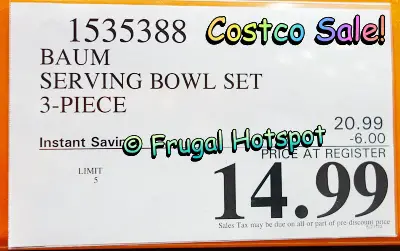 1535388 Costco Sale!
BAUM
SERVING BOWL SET
3-PIECE
20.99
Instant Savin -6.00
© Frugal Hotspot
PRICE AT REGISTER
LIMIT
5
14.99
Sales Tax may be due on all or part of pre-discount price